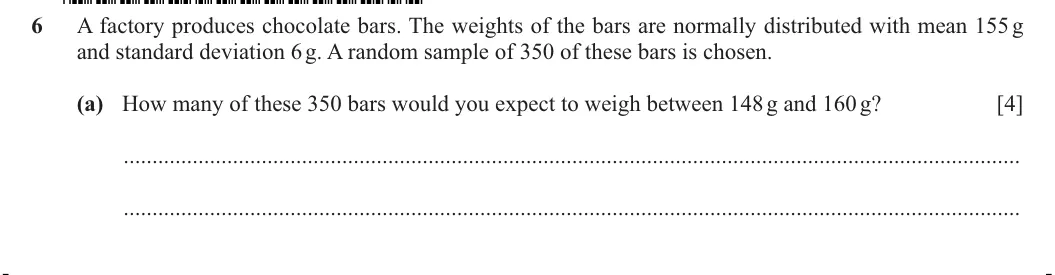 6 A factory produces chocolate bars. The weights of the bars are normally distributed with mean 155 g
and standard deviation 6 g. A random sample of 350 of these bars is chosen.
(a) How many of these 350 bars would you expect to weigh between 148 g and 160 g? [4]